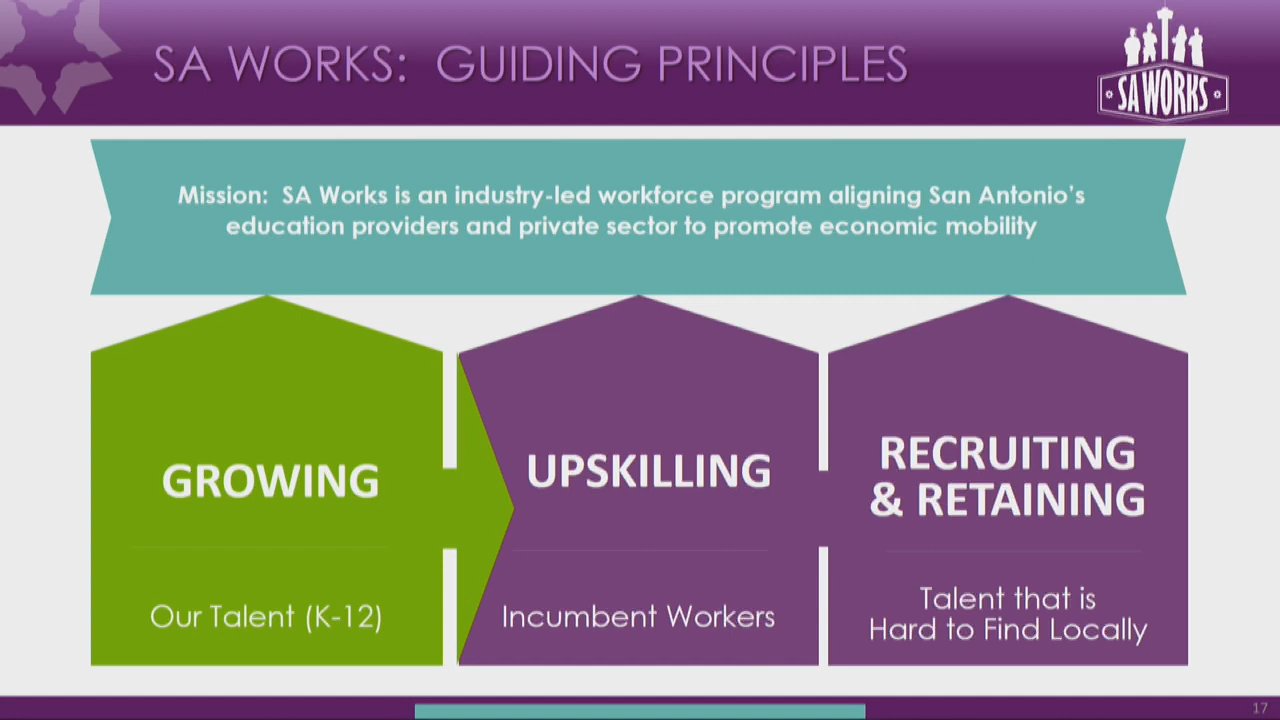 SA WORKS: GUIDING PRINCIPLES
SA WORKS
Mission: SA Works is an industry-led workforce program aligning San Antonio's
education providers and private sector to promote economic mobility
GROWING
Our Talent (K-12)
UPSKILLING
Incumbent Workers
RECRUITING
& RETAINING
Talent that is
Hard to Find Locally
17